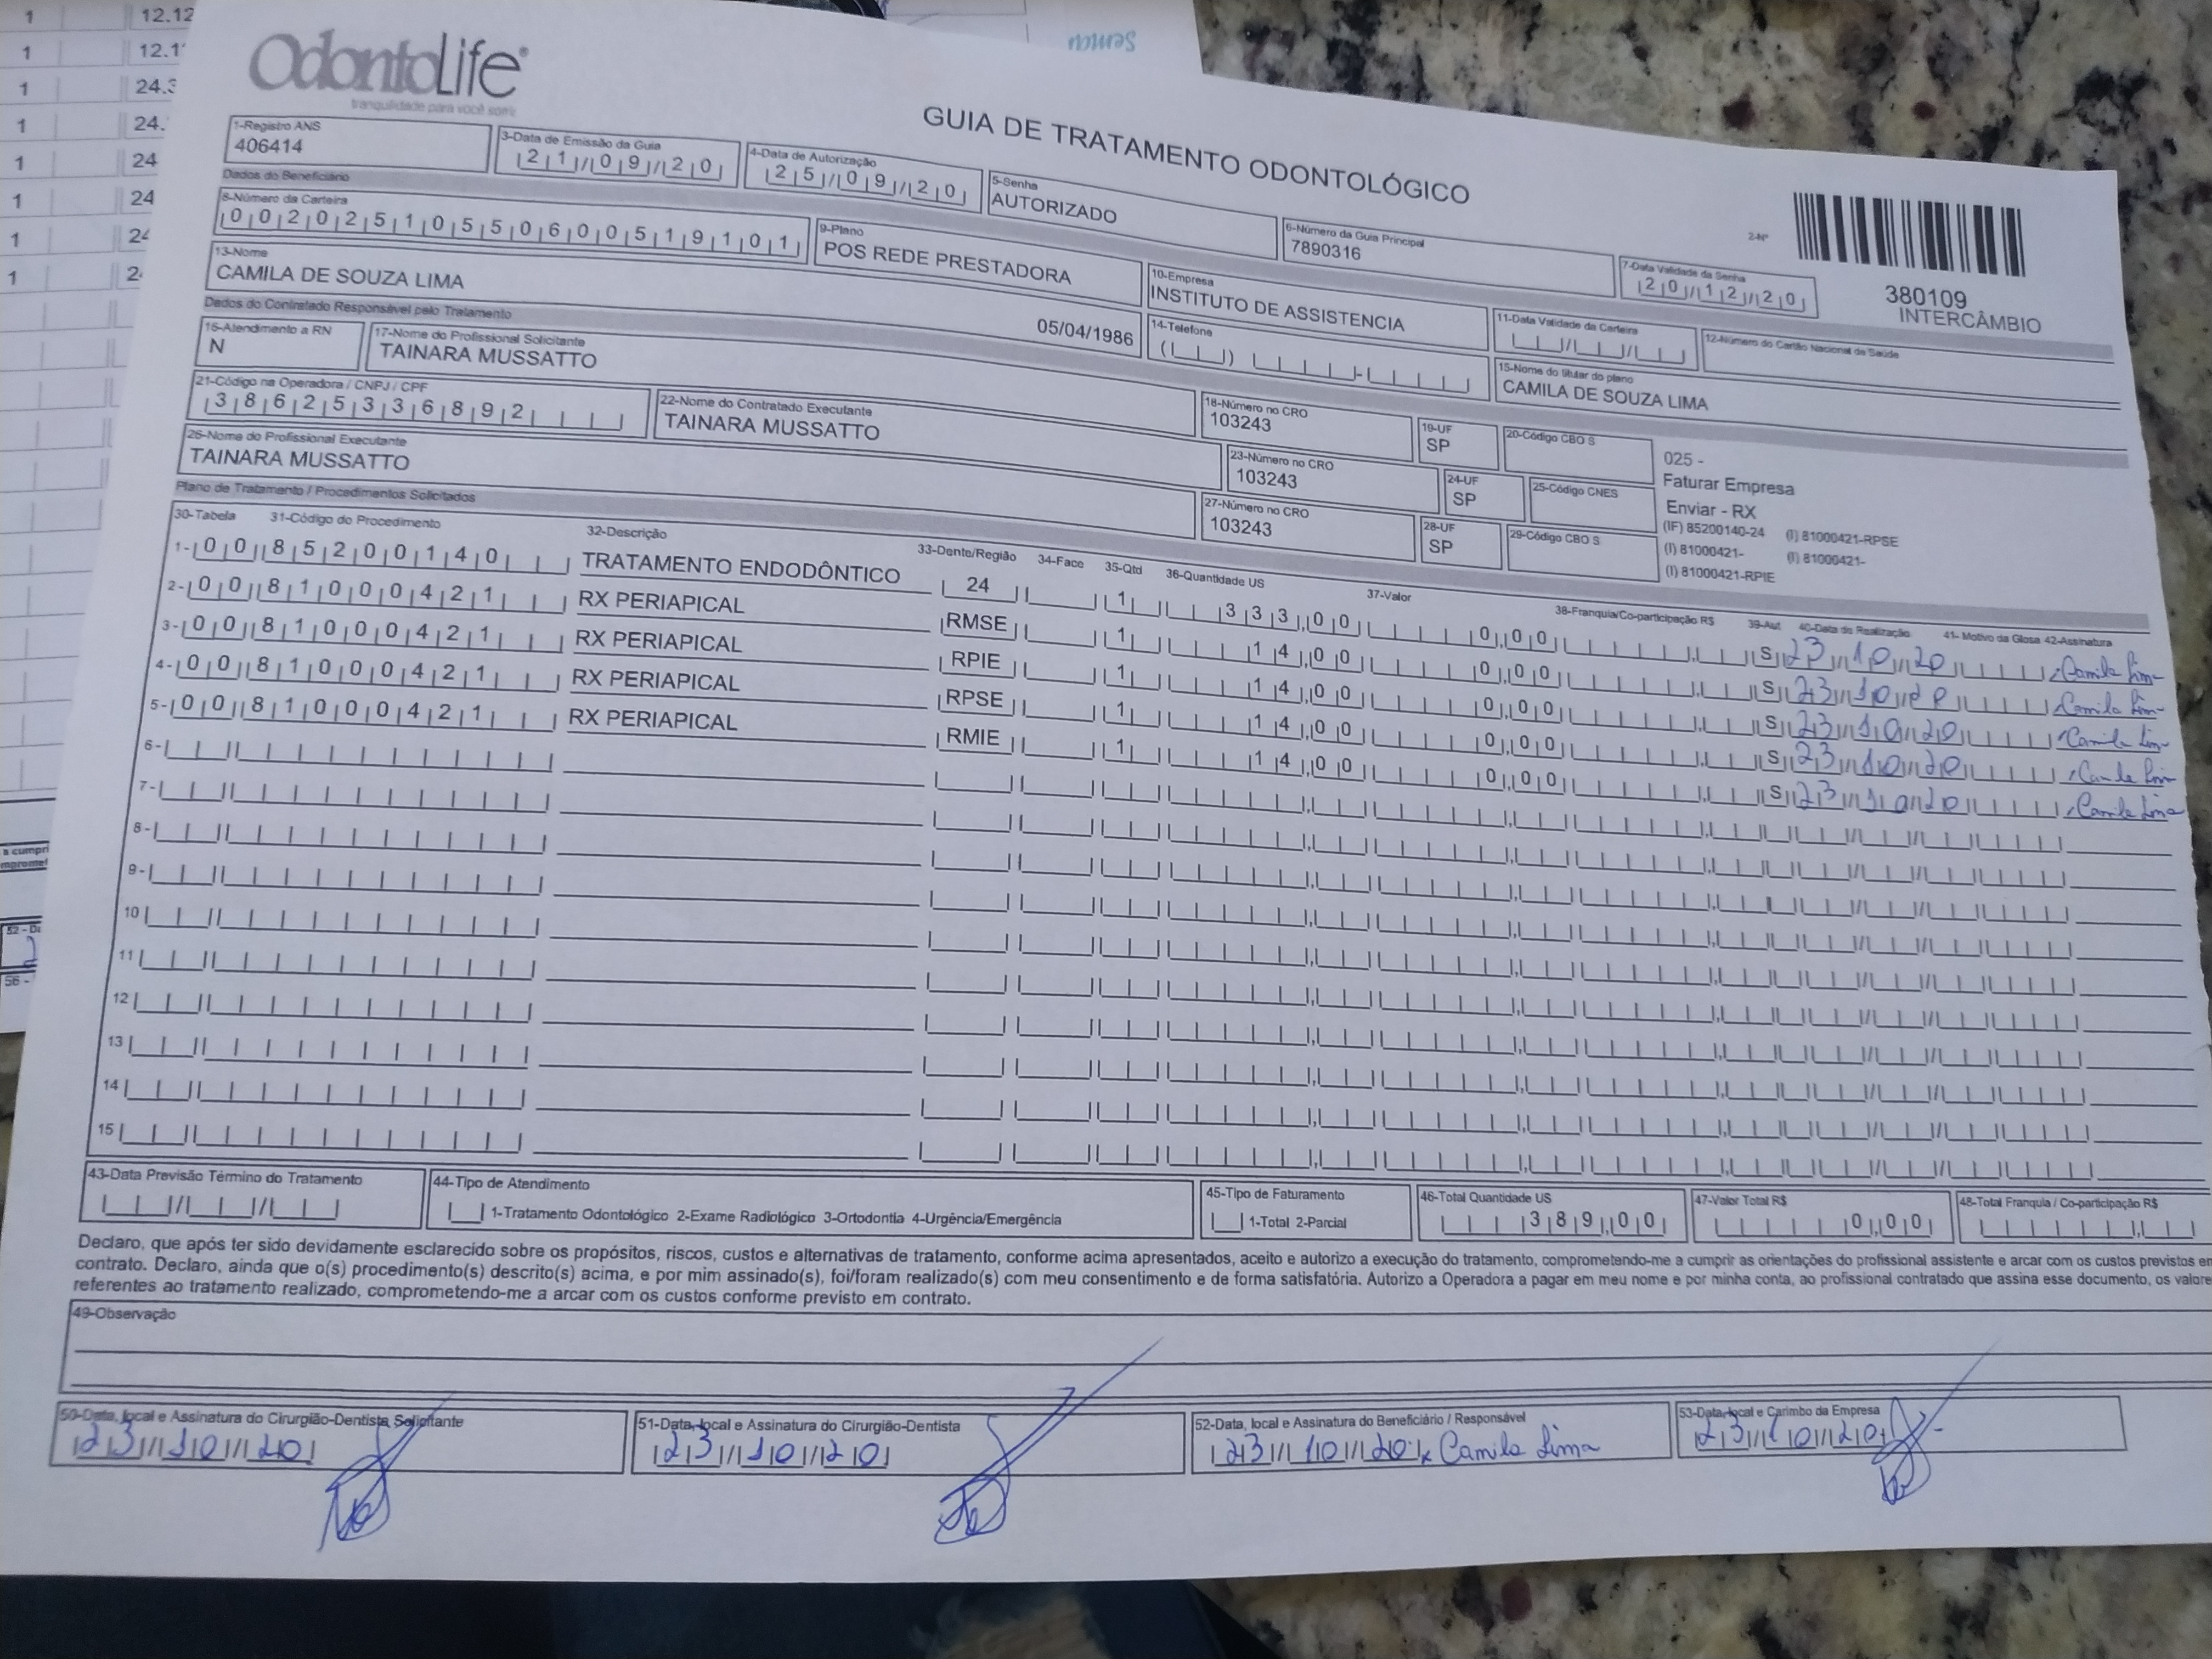 OdontoLife®
tranquilidade para você sorrir
GUIA DE TRATAMENTO ODONTOLÓGICO
2-Nº
380109
INTERCÂMBIO
1-Registro ANS
406414
3-Data de Emissão da Guia
21/09/20
4-Data de Autorização
25/09/20
5-Senha
AUTORIZADO
6-Número da Guia Principal
7890316
7-Data Validade da Senha
20/12/20
Dados do Beneficiário
8-Número da Carteira
00202510550600519101
9-Plano
POS REDE PRESTADORA
10-Empresa
INSTITUTO DE ASSISTENCIA
11-Data Validade da Carteira
12-Número do Cartão Nacional de Saúde
13-Nome
CAMILA DE SOUZA LIMA
05/04/1986
14-Telefone
15-Nome do titular do plano
CAMILA DE SOUZA LIMA
Dados do Contratado Responsável pelo Tratamento
16-Atendimento a RN
N
17-Nome do Profissional Solicitante
TAINARA MUSSATTO
18-Número no CRO
103243
19-UF
SP
20-Código CBO S
21-Código na Operadora / CNPJ / CPF
38625336892
22-Nome do Contratado Executante
TAINARA MUSSATTO
23-Número no CRO
103243
24-UF
SP
25-Código CNES
26-Nome do Profissional Executante
TAINARA MUSSATTO
27-Número no CRO
103243
28-UF
SP
29-Código CBO S
025 -
Faturar Empresa
Enviar - RX
(IF) 85200140-24 (I) 81000421-RPSE
(I) 81000421- (I) 81000421-
(I) 81000421-RPIE
Plano de Tratamento / Procedimentos Solicitados
30-Tabela 31-Código do Procedimento 32-Descrição 33-Dente/Região 34-Face 35-Qtd 36-Quantidade US 37-Valor 38-Franquia/Co-participação R$ 39-Aut 40-Data de Realização 41- Motivo da Glosa 42-Assinatura
1- 00 85200140 TRATAMENTO ENDODÔNTICO 24 1 333,00 0,00 S 23/10/20 Camila Lima
2- 00 81000421 RX PERIAPICAL RMSE 1 14,00 0,00 S 23/10/20 Camila Lima
3- 00 81000421 RX PERIAPICAL RPIE 1 14,00 0,00 S 23/10/20 Camila Lima
4- 00 81000421 RX PERIAPICAL RPSE 1 14,00 0,00 S 23/10/20 Camila Lima
5- 00 81000421 RX PERIAPICAL RMIE 1 14,00 0,00 S 23/10/20 Camila Lima
6-
7-
8-
9-
10
11
12
13
14
15
43-Data Previsão Término do Tratamento
44-Tipo de Atendimento
1-Tratamento Odontológico 2-Exame Radiológico 3-Ortodontia 4-Urgência/Emergência
45-Tipo de Faturamento
1-Total 2-Parcial
46-Total Quantidade US
389,00
47-Valor Total R$
0,00
48-Total Franquia / Co-participação R$
Declaro, que após ter sido devidamente esclarecido sobre os propósitos, riscos, custos e alternativas de tratamento, conforme acima apresentados, aceito e autorizo a execução do tratamento, comprometendo-me a cumprir as orientações do profissional assistente e arcar com os custos previstos em
contrato. Declaro, ainda que o(s) procedimento(s) descrito(s) acima, e por mim assinado(s), foi/foram realizado(s) com meu consentimento e de forma satisfatória. Autorizo a Operadora a pagar em meu nome e por minha conta, ao profissional contratado que assina esse documento, os valore
referentes ao tratamento realizado, comprometendo-me a arcar com os custos conforme previsto em contrato.
49-Observação
50-Data, local e Assinatura do Cirurgião-Dentista Solicitante
23/10/20
51-Data, local e Assinatura do Cirurgião-Dentista
23/10/20
52-Data, local e Assinatura do Beneficiário / Responsável
23/10/20 x Camila Lima
53-Data, local e Carimbo da Empresa
23/10/20